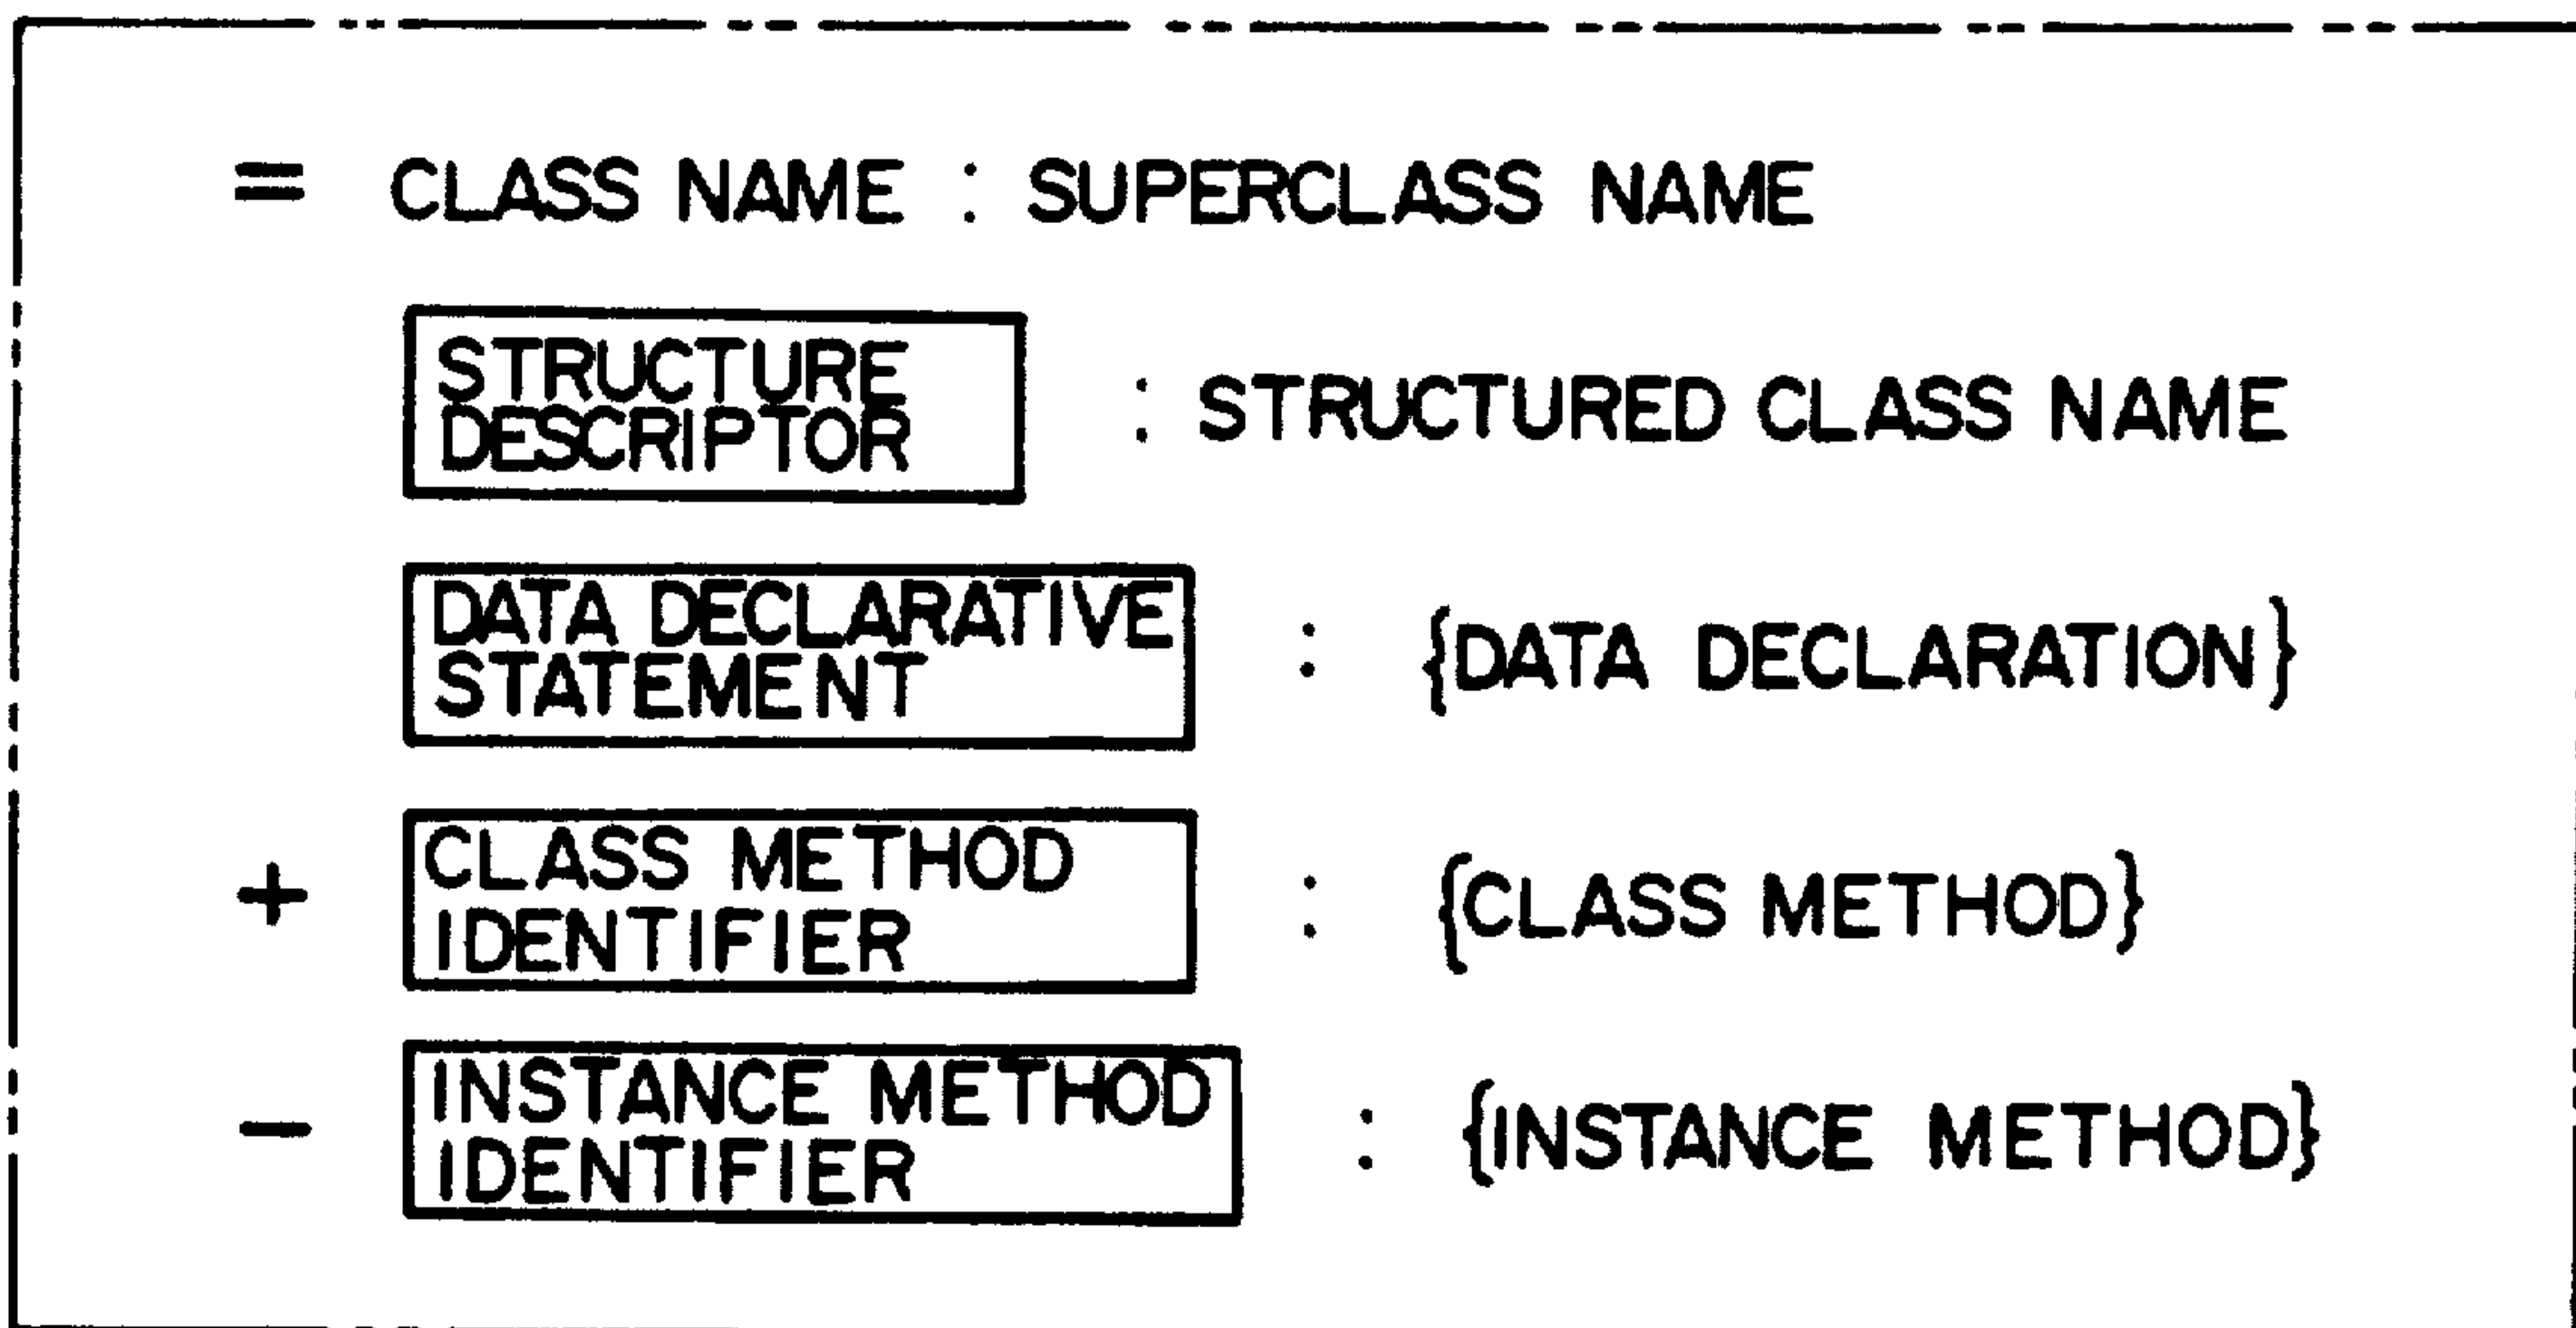 = CLASS NAME : SUPERCLASS NAME
STRUCTURE
DESCRIPTOR
: STRUCTURED CLASS NAME
DATA DECLARATIVE
STATEMENT
: {DATA DECLARATION}
+ CLASS METHOD
IDENTIFIER
: {CLASS METHOD}
− INSTANCE METHOD
IDENTIFIER
: {INSTANCE METHOD}